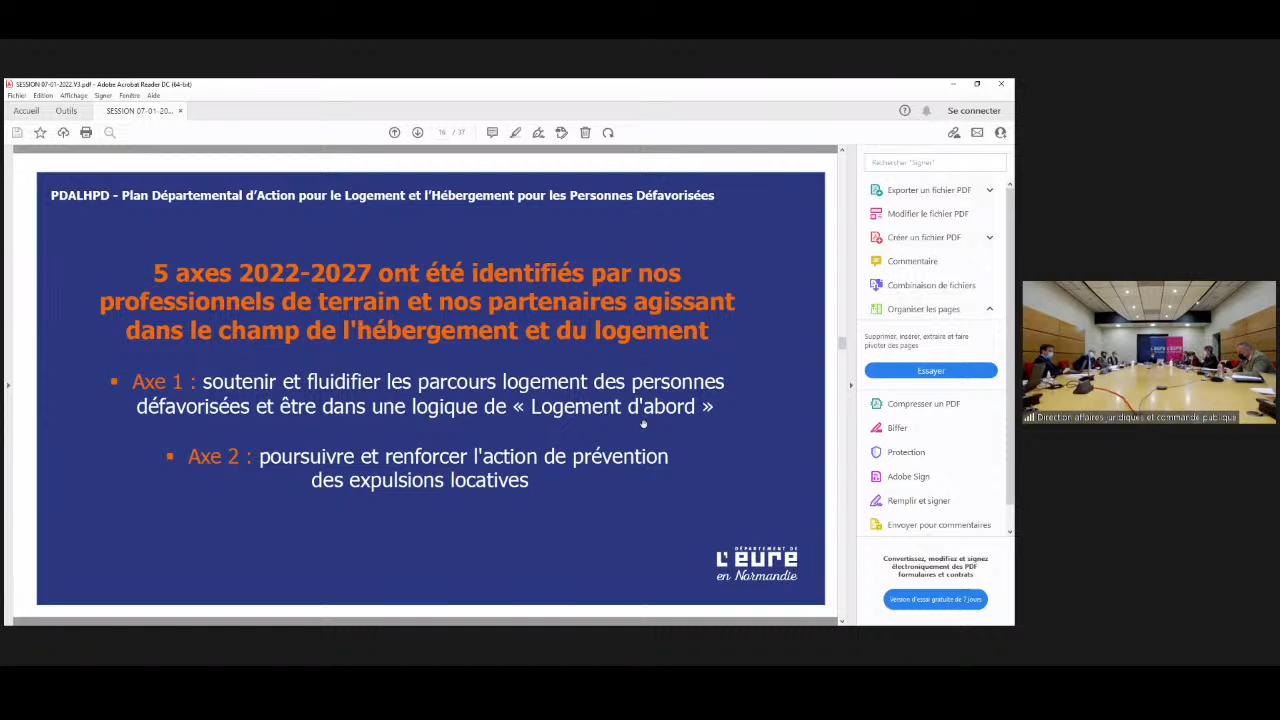 SESSION 07-01-2022.V3.pdf - Adobe Acrobat Reader DC (64-bit)
Fichier Edition Affichage Signer Fenêtre Aide
Accueil Outils SESSION 07-01-20... × Se connecter
16 / 37
PDALHPD - Plan Départemental d'Action pour le Logement et l'Hébergement pour les Personnes Défavorisées
5 axes 2022-2027 ont été identifiés par nos
professionnels de terrain et nos partenaires agissant
dans le champ de l'hébergement et du logement
▪ Axe 1 : soutenir et fluidifier les parcours logement des personnes
défavorisées et être dans une logique de « Logement d'abord »
▪ Axe 2 : poursuivre et renforcer l'action de prévention
des expulsions locatives
DÉPARTEMENT DE
L'EURE
en Normandie
Rechercher "Signer"
Exporter un fichier PDF
Modifier le fichier PDF
Créer un fichier PDF
Commentaire
Combinaison de fichiers
Organiser les pages
Supprimer, insérer, extraire et faire
pivoter des pages
Essayer
Compresser un PDF
Biffer
Protection
Adobe Sign
Remplir et signer
Envoyer pour commentaires
Convertissez, modifiez et signez
électroniquement des PDF
formulaires et contrats
Version d'essai gratuite de 7 jours
Direction affaires juridiques et commande publique